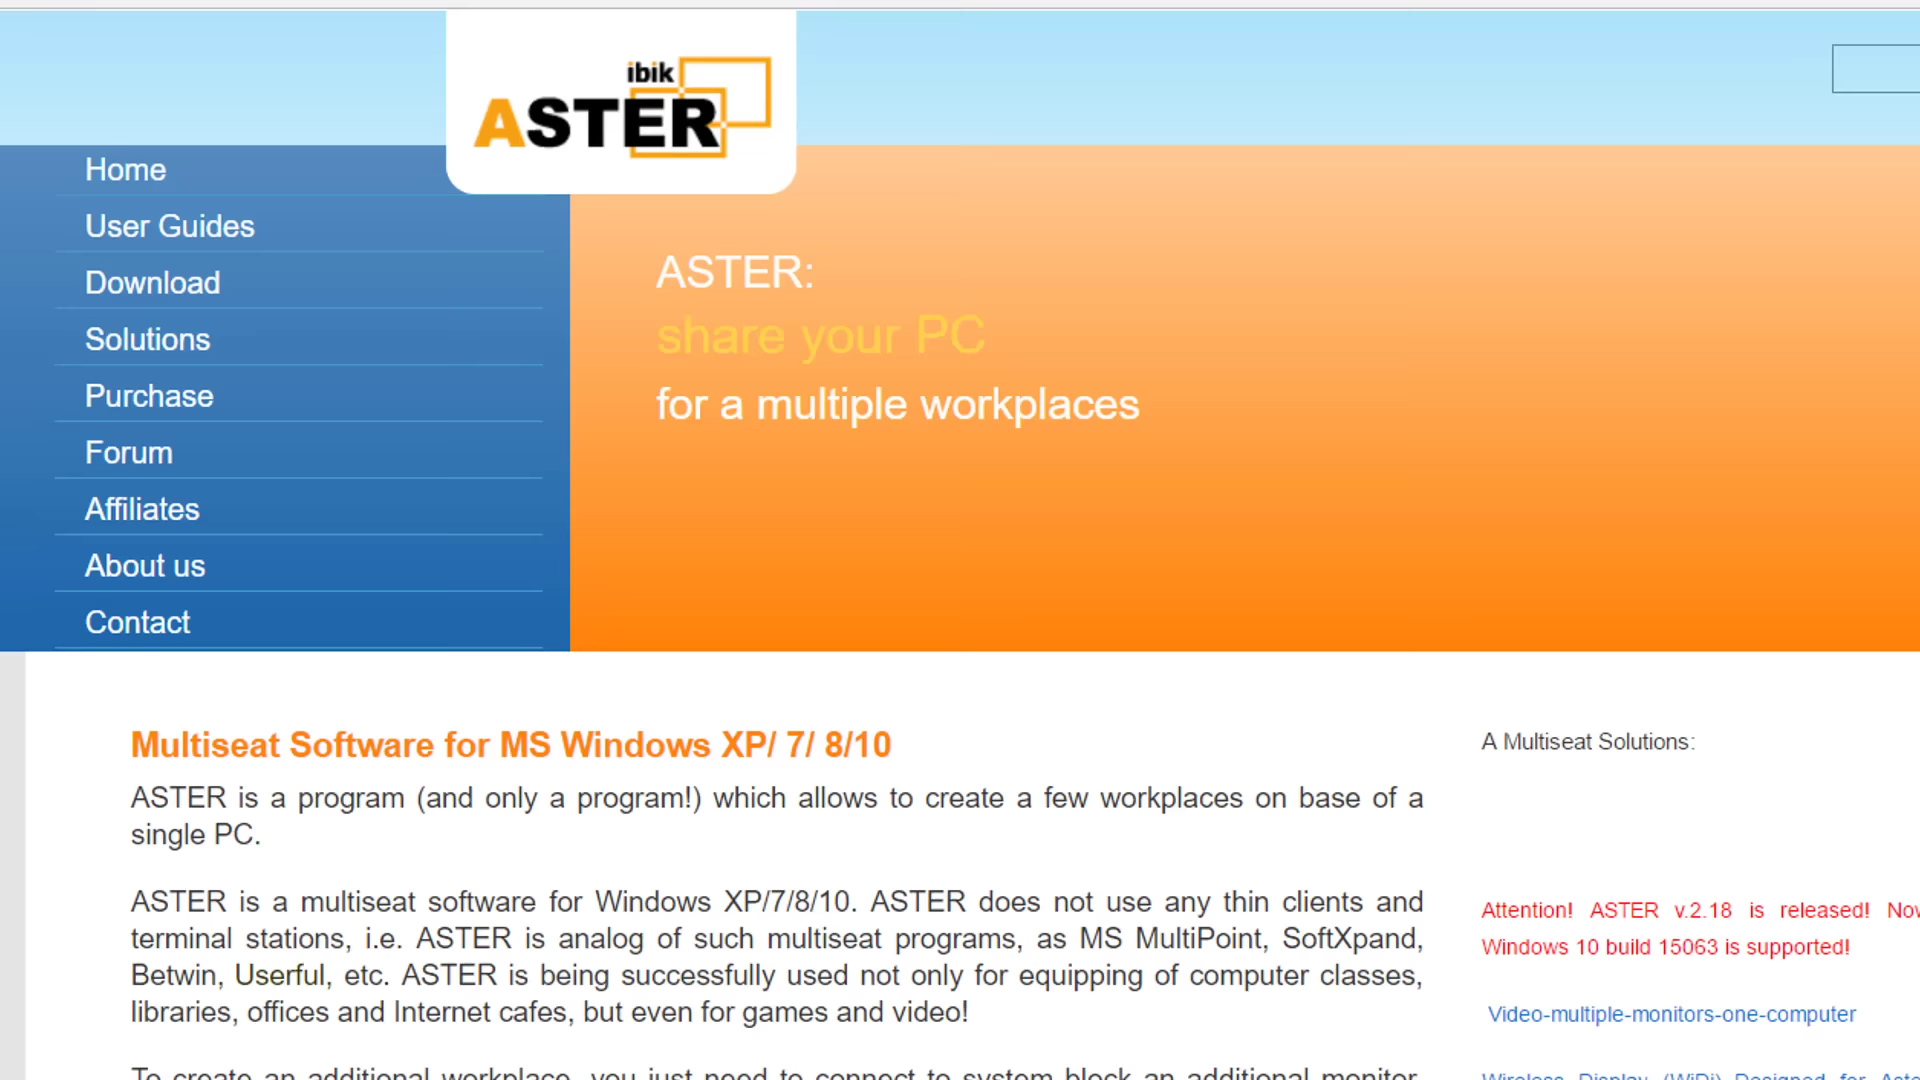 ibik
ASTER
Home
User Guides
Download
Solutions
Purchase
Forum
Affiliates
About us
Contact
ASTER:
share your PC
for a multiple workplaces
Multiseat Software for MS Windows XP/ 7/ 8/10
ASTER is a program (and only a program!) which allows to create a few workplaces on base of a
single PC.
ASTER is a multiseat software for Windows XP/7/8/10. ASTER does not use any thin clients and
terminal stations, i.e. ASTER is analog of such multiseat programs, as MS MultiPoint, SoftXpand,
Betwin, Userful, etc. ASTER is being successfully used not only for equipping of computer classes,
libraries, offices and Internet cafes, but even for games and video!
To create an additional workplace, you just need to connect to system block an additional monitor,
A Multiseat Solutions:
Attention! ASTER v.2.18 is released!
Windows 10 build 15063 is supported!
Video-multiple-monitors-one-computer
Wireless Display (WiDi) Designed for